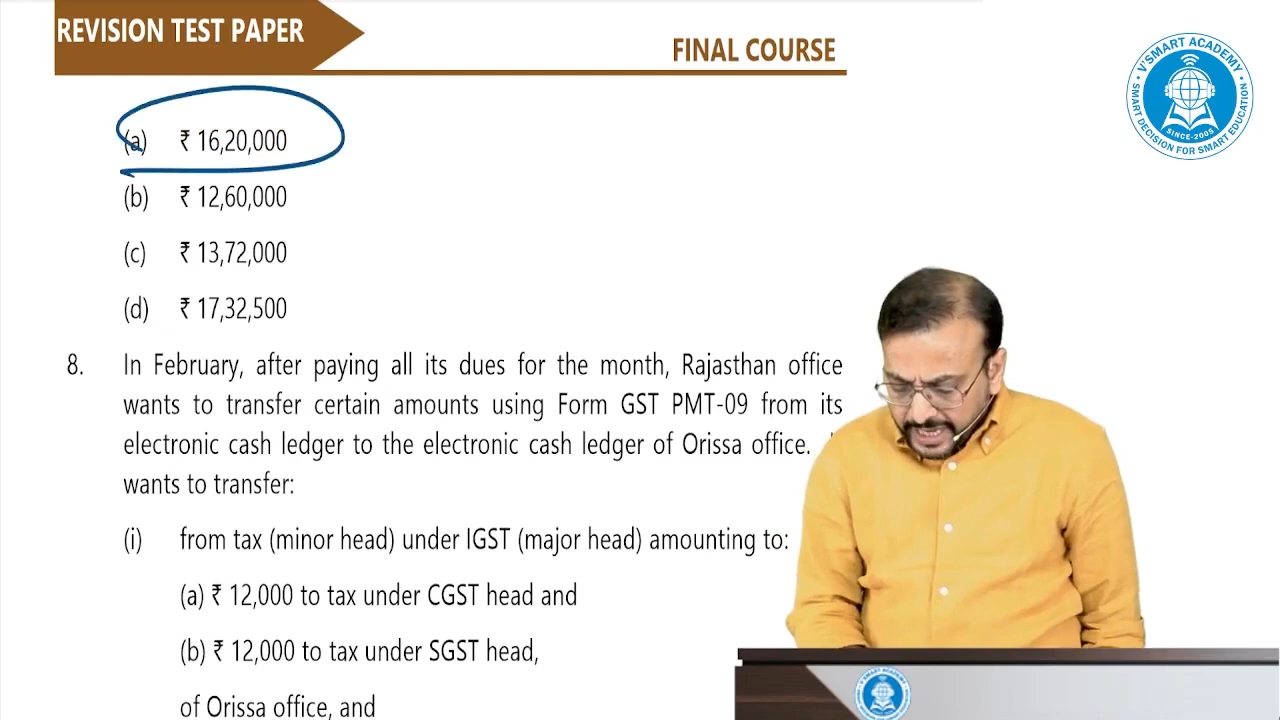 REVISION TEST PAPER
FINAL COURSE
V'SMART ACADEMY
SMART DECISION FOR SMART EDUCATION
SINCE-2005
(a) ₹ 16,20,000
(b) ₹ 12,60,000
(c) ₹ 13,72,000
(d) ₹ 17,32,500
8. In February, after paying all its dues for the month, Rajasthan office
wants to transfer certain amounts using Form GST PMT-09 from its
electronic cash ledger to the electronic cash ledger of Orissa office.
wants to transfer:
(i) from tax (minor head) under IGST (major head) amounting to:
(a) ₹ 12,000 to tax under CGST head and
(b) ₹ 12,000 to tax under SGST head,
of Orissa office, and